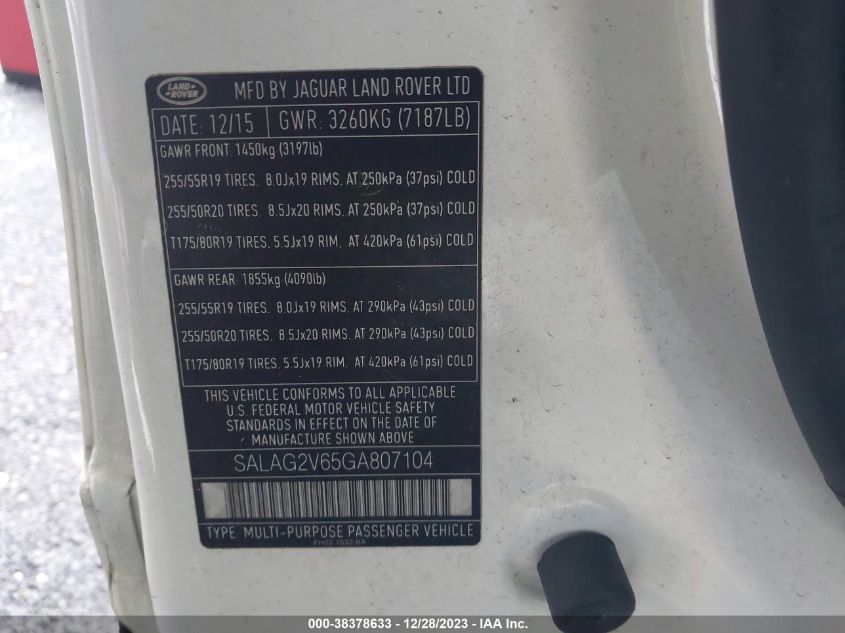 LAND ROVER
MFD BY JAGUAR LAND ROVER LTD
DATE: 12/15 GWR: 3260KG (7187LB)
GAWR FRONT: 1450kg (3197lb)
255/55R19 TIRES, 8.0Jx19 RIMS, AT 250kPa (37psi) COLD
255/50R20 TIRES, 8.5Jx20 RIMS, AT 250kPa (37psi) COLD
T175/80R19 TIRES, 5.5Jx19 RIM, AT 420kPa (61psi) COLD
GAWR REAR: 1855kg (4090lb)
255/55R19 TIRES, 8.0Jx19 RIMS, AT 290kPa (43psi) COLD
255/50R20 TIRES, 8.5Jx20 RIMS, AT 290kPa (43psi) COLD
T175/80R19 TIRES, 5.5Jx19 RIM, AT 420kPa (61psi) COLD
THIS VEHICLE CONFORMS TO ALL APPLICABLE
U.S. FEDERAL MOTOR VEHICLE SAFETY
STANDARDS IN EFFECT ON THE DATE OF
MANUFACTURE SHOWN ABOVE
SALAG2V65GA807104
TYPE: MULTI-PURPOSE PASSENGER VEHICLE
FH22-1532-BA
000-38378633 - 12/28/2023 - IAA Inc.